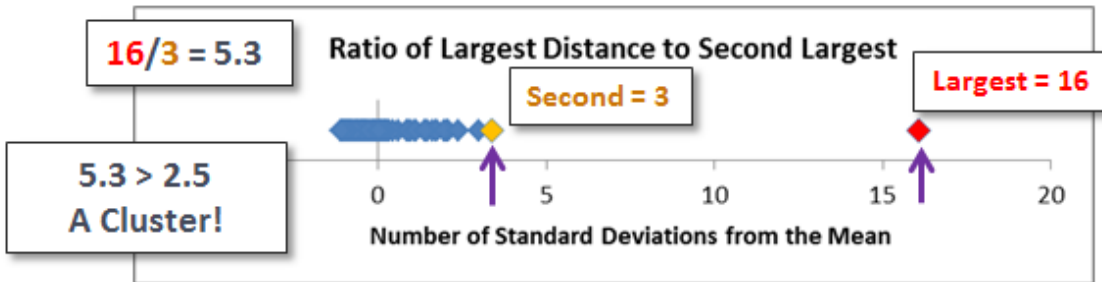 16/3 = 5.3
Ratio of Largest Distance to Second Largest
Second = 3
Largest = 16
5.3 > 2.5
A Cluster!
0 5 10 15 20
Number of Standard Deviations from the Mean